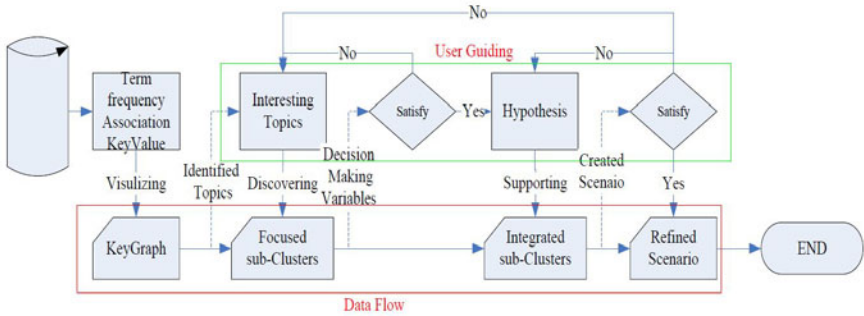 No
No
User Guiding
No
Term
frequency
Association
KeyValue
Interesting
Topics
Satisfy
Yes
Hypothesis
Satisfy
Visulizing
Identified
Topics
Discovering
Decision
Making
Variables
Supporting
Created
Scenaio
Yes
KeyGraph
Focused
sub-Clusters
Integrated
sub-Clusters
Refined
Scenario
END
Data Flow